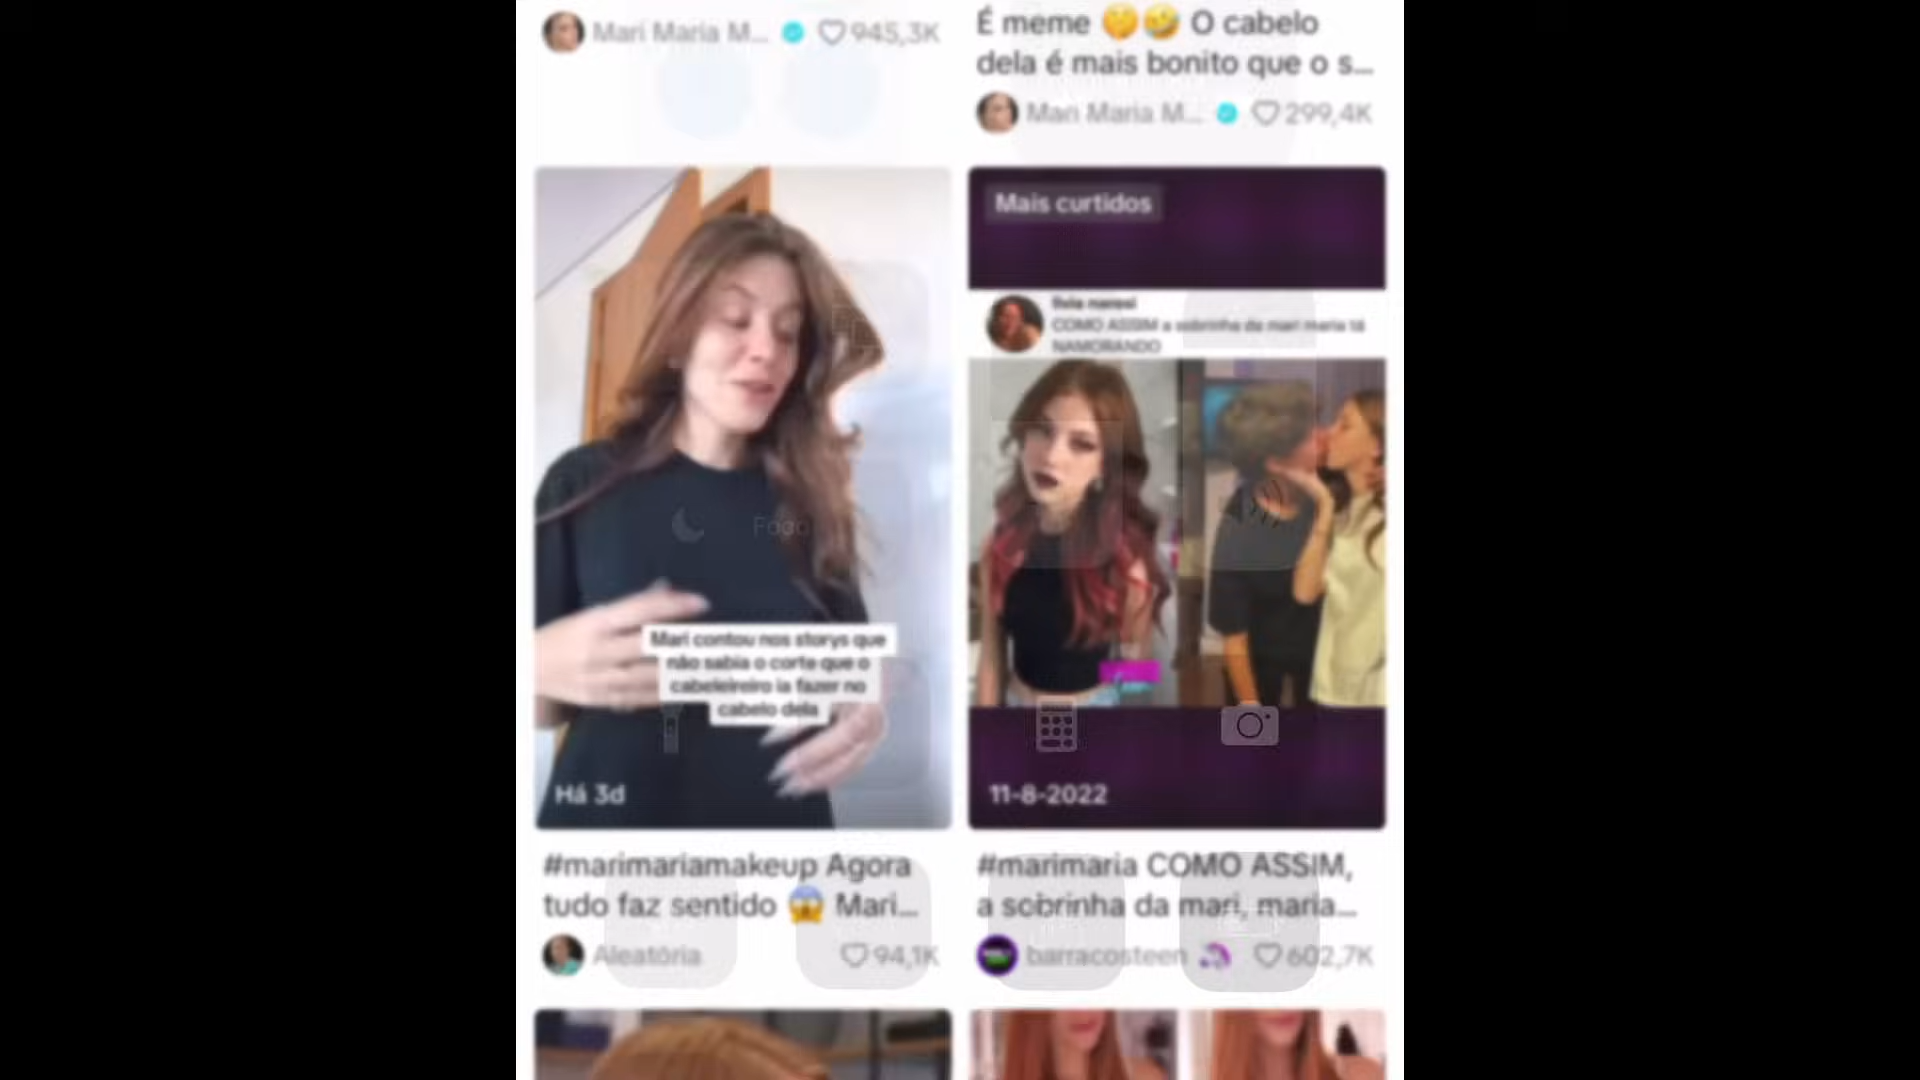 Mari Maria M... 945,3K
É meme 🤫🤣 O cabelo
dela é mais bonito que o s...
Mari Maria M... 299,4K
Mari contou nos storys que
não sabia o corte que o
cabeleireiro ia fazer no
cabelo dela
Há 3d
#marimariamakeup Agora
tudo faz sentido 😱 Mari...
Aleatória 94,1K
Mais curtidos
COMO ASSIM a sobrinha da mari maria tá
NAMORANDO
11-8-2022
#marimaria COMO ASSIM,
a sobrinha da mari, maria...
barracosteen 602,7K